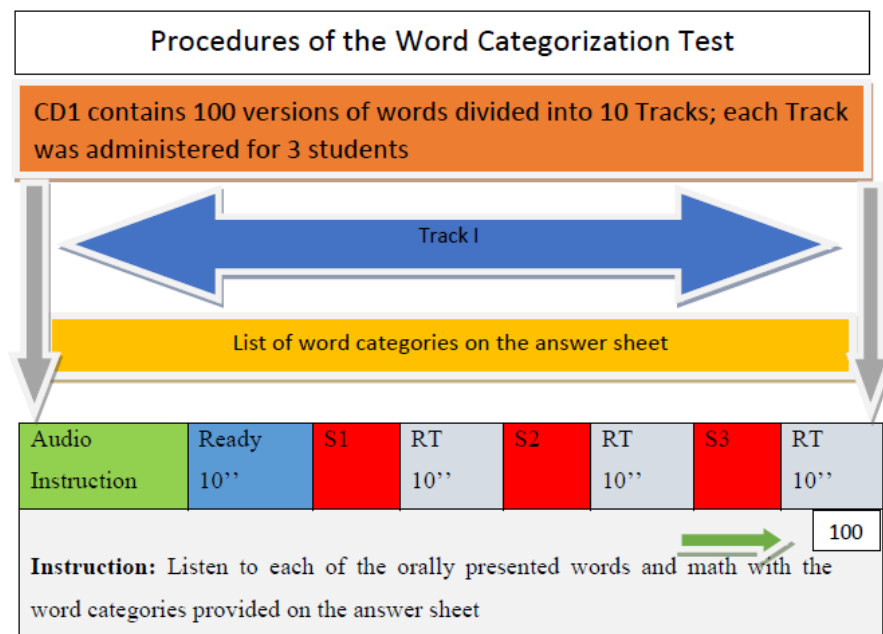 Procedures of the Word Categorization Test
CD1 contains 100 versions of words divided into 10 Tracks; each Track
was administered for 3 students
Track I
List of word categories on the answer sheet
Audio Ready S1 RT S2 RT S3 RT
Instruction 10’’ 10’’ 10’’ 10’’
100
Instruction: Listen to each of the orally presented words and math with the
word categories provided on the answer sheet